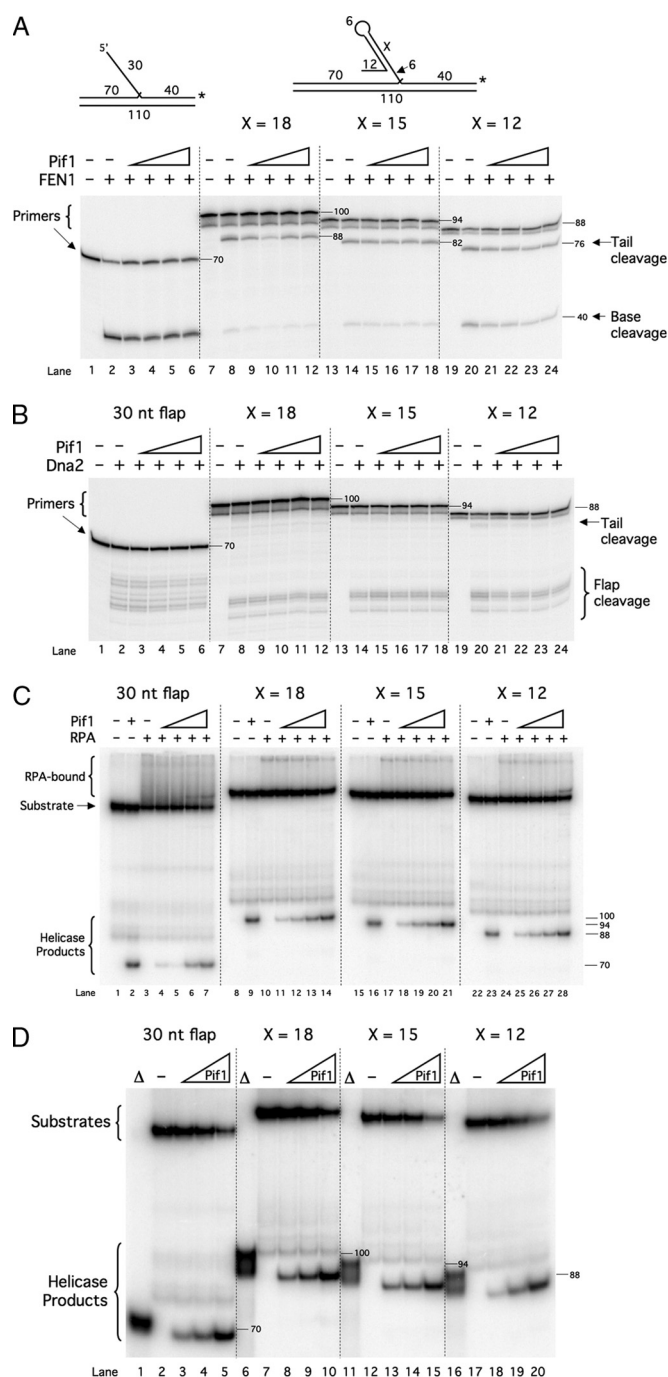 A
5'
30
70 40 *
110
6
X
12 6
70 40 *
110
X = 18 X = 15 X = 12
Pif1 – – – – – – – –
FEN1 – + + + + + – + + + + + – + + + + + – + + + + +
Primers
100
94
88
88
82
76
Tail cleavage
70
40
Base cleavage
Lane 1 2 3 4 5 6 7 8 9 10 11 12 13 14 15 16 17 18 19 20 21 22 23 24
B
30 nt flap X = 18 X = 15 X = 12
Pif1 – – – – – – – –
Dna2 – + + + + + – + + + + + – + + + + + – + + + + +
Primers
100
94
88
Tail cleavage
70
Flap cleavage
Lane 1 2 3 4 5 6 7 8 9 10 11 12 13 14 15 16 17 18 19 20 21 22 23 24
C
30 nt flap X = 18 X = 15 X = 12
Pif1 – + – – + – – + – – + –
RPA – – + + + + + – – + + + + + – – + + + + + – – + + + + +
RPA-bound
Substrate
Helicase Products
100
94
88
70
Lane 1 2 3 4 5 6 7 8 9 10 11 12 13 14 15 16 17 18 19 20 21 22 23 24 25 26 27 28
D
30 nt flap X = 18 X = 15 X = 12
Δ – Pif1 Δ – Pif1 Δ – Pif1 Δ – Pif1
Substrates
Helicase Products
100
94
88
70
Lane 1 2 3 4 5 6 7 8 9 10 11 12 13 14 15 16 17 18 19 20